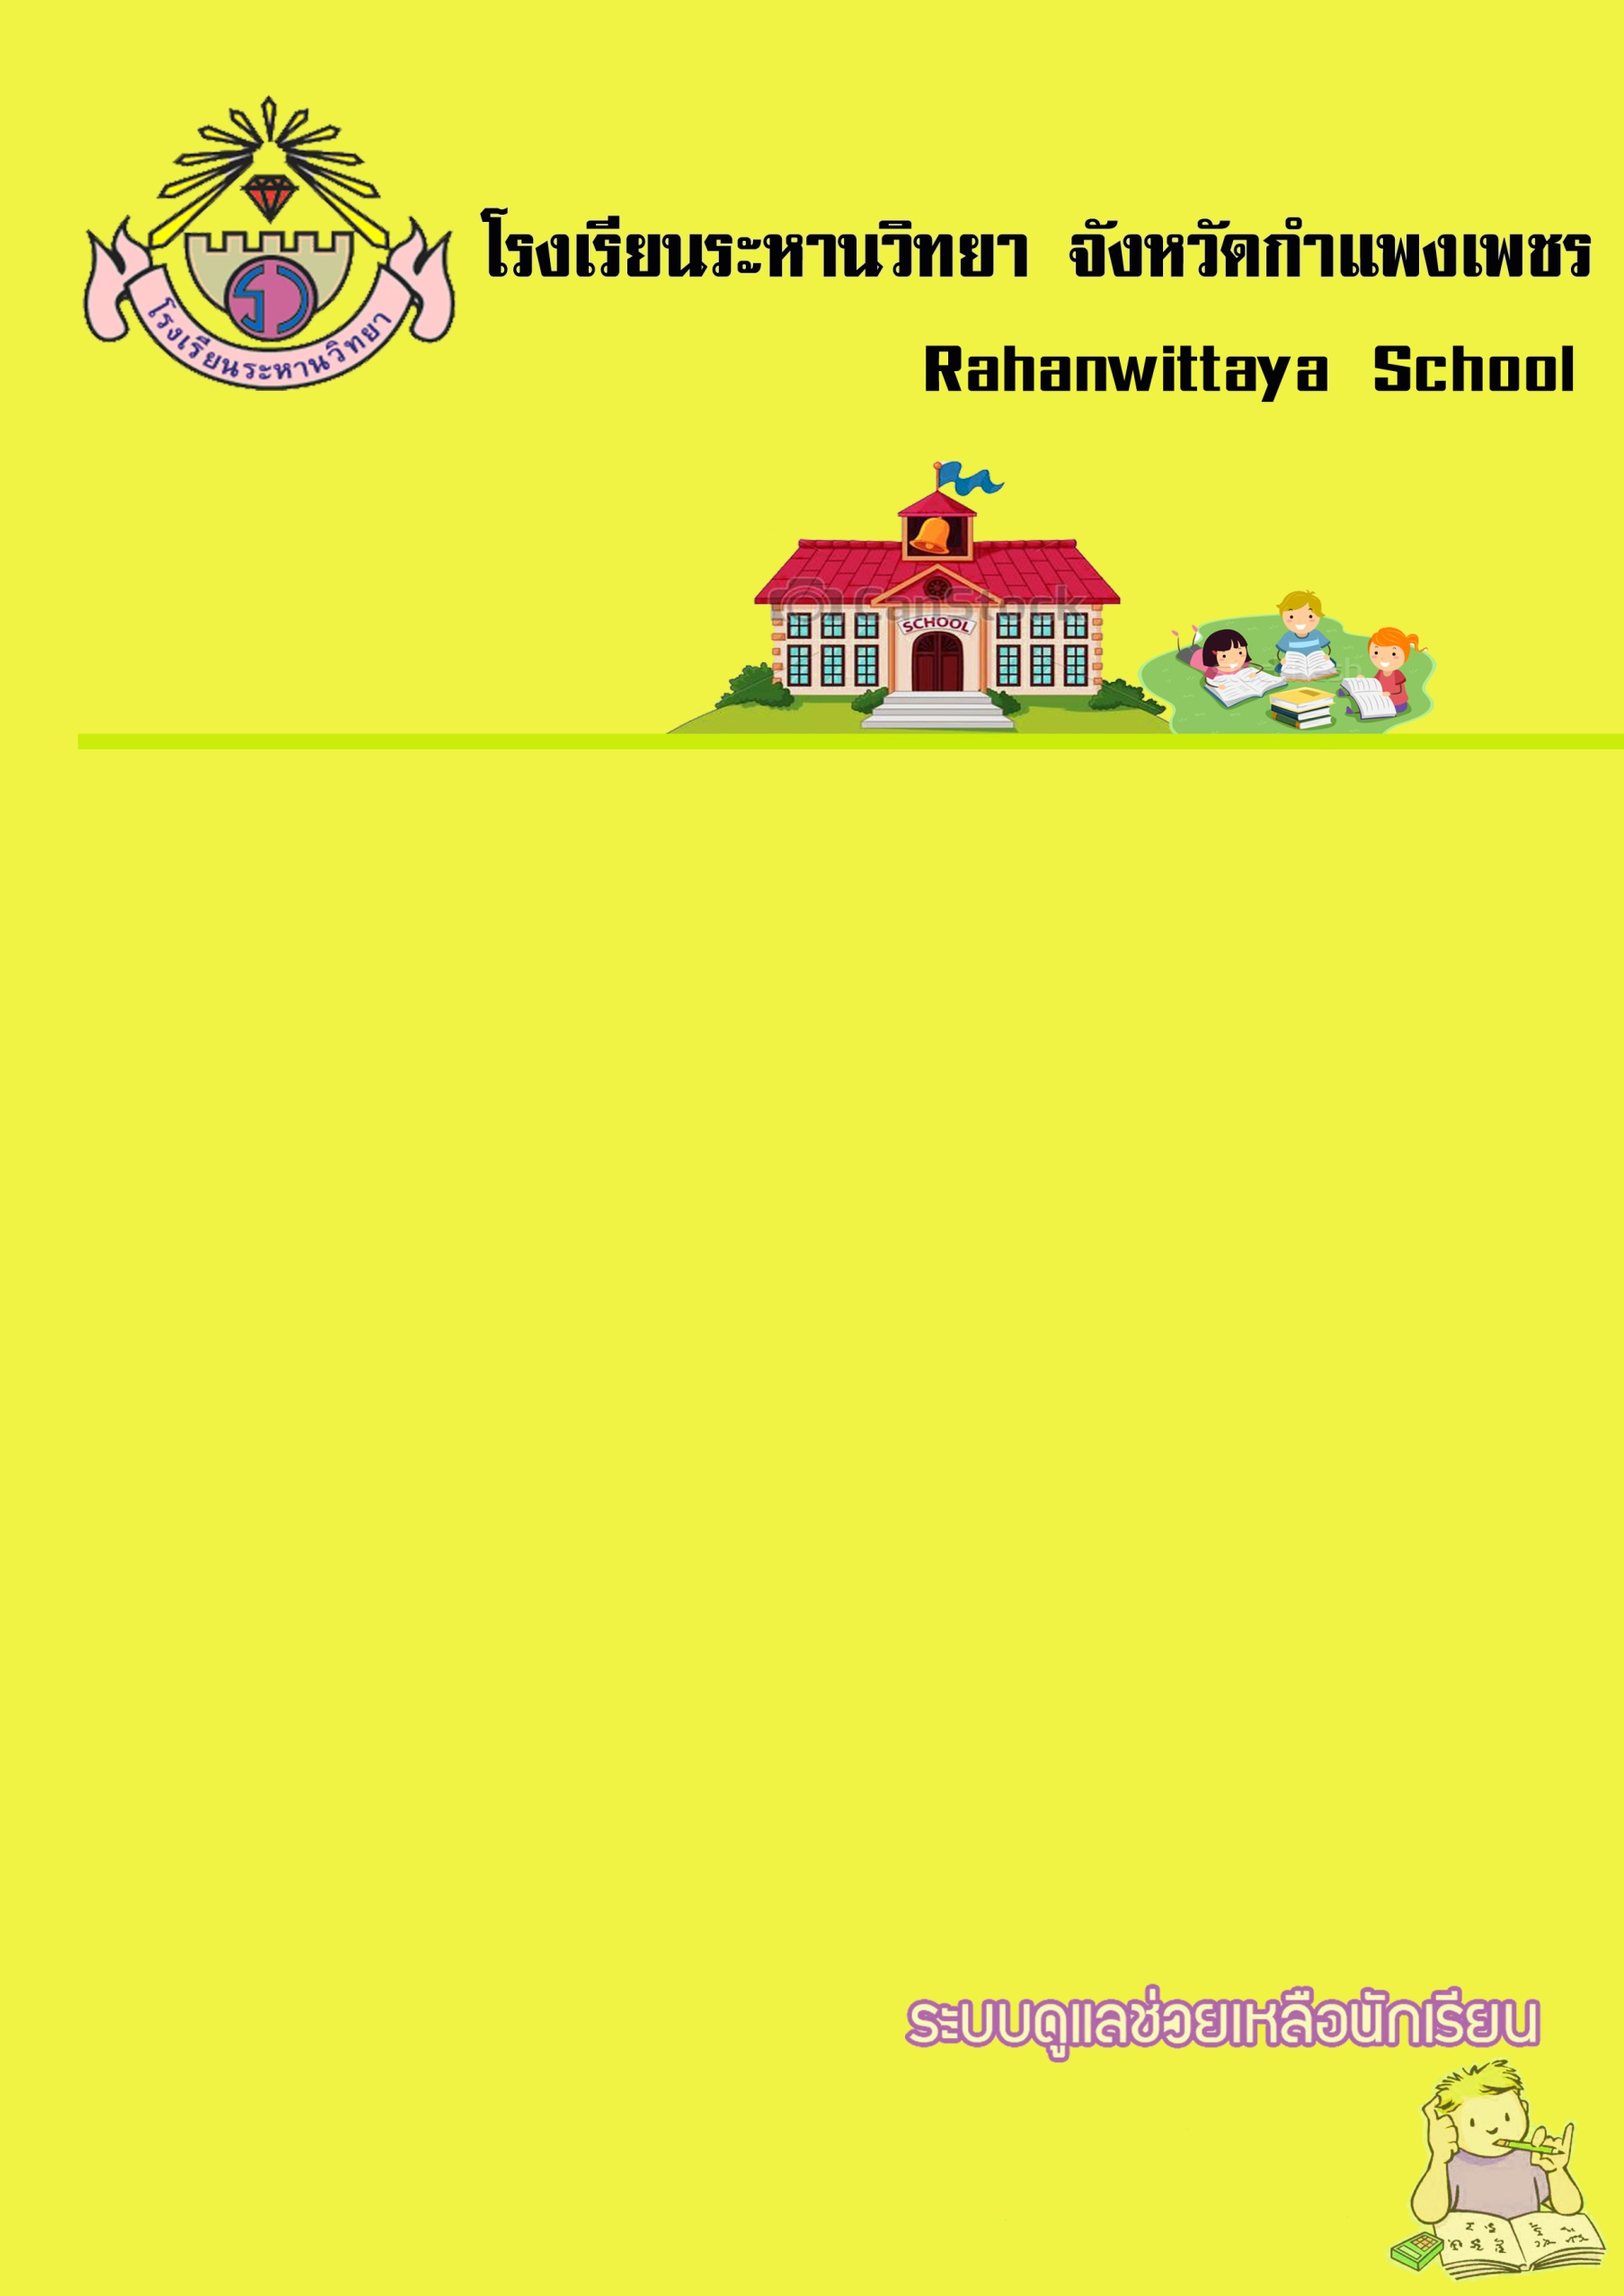 โรงเรียนระหานวิทยา จังหวัดกำแพงเพชร
โรงเรียนระหานวิทยา
Rahanwittaya School
CanStock
SCHOOL
ระบบดูแลช่วยเหลือนักเรียน